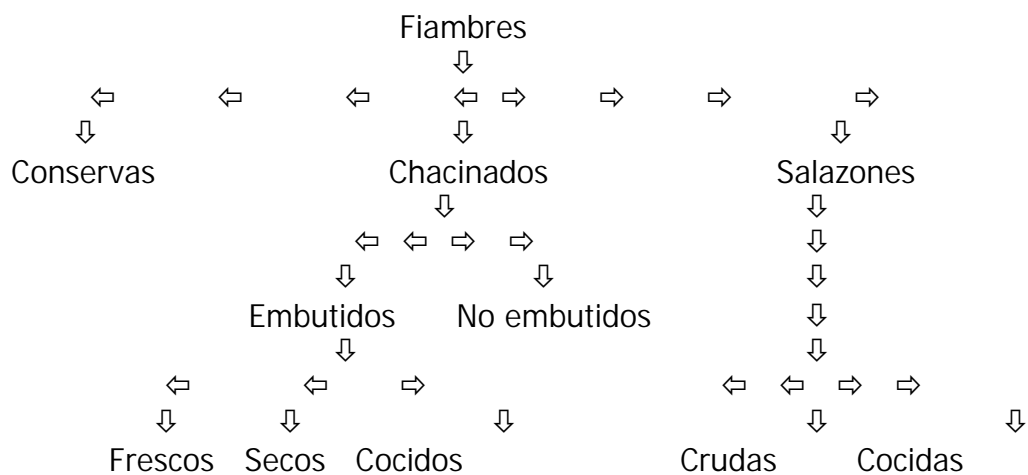 Fiambres
Conservas Chacinados Salazones
Embutidos No embutidos
Frescos Secos Cocidos Crudas Cocidas